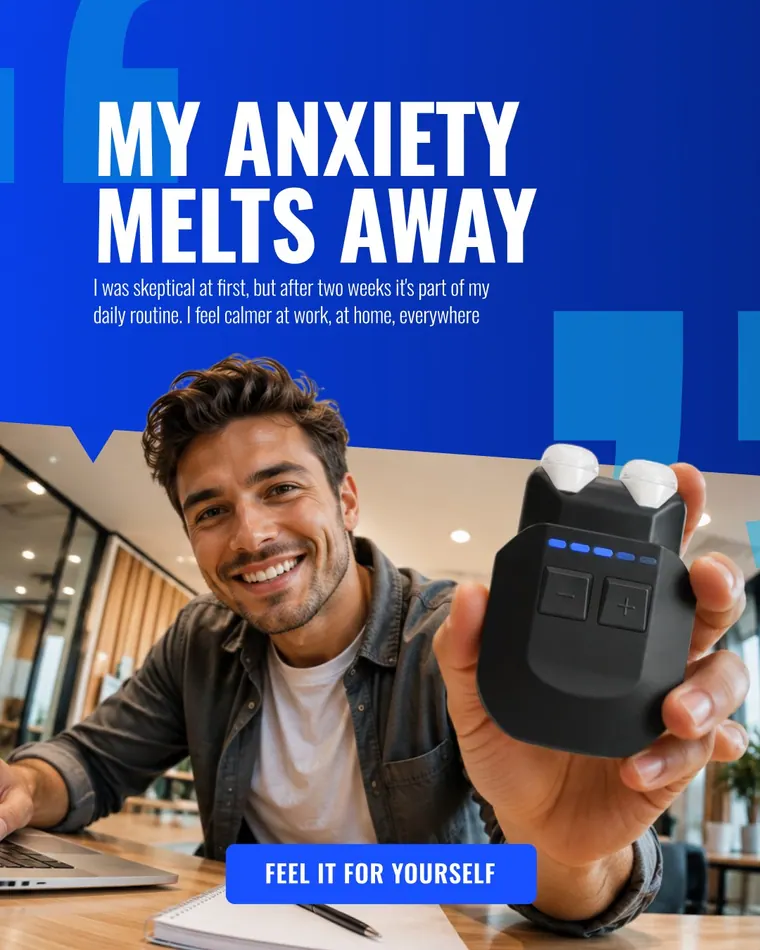 MY ANXIETY
MELTS AWAY
I was skeptical at first, but after two weeks it's part of my
daily routine. I feel calmer at work, at home, everywhere
- +
FEEL IT FOR YOURSELF